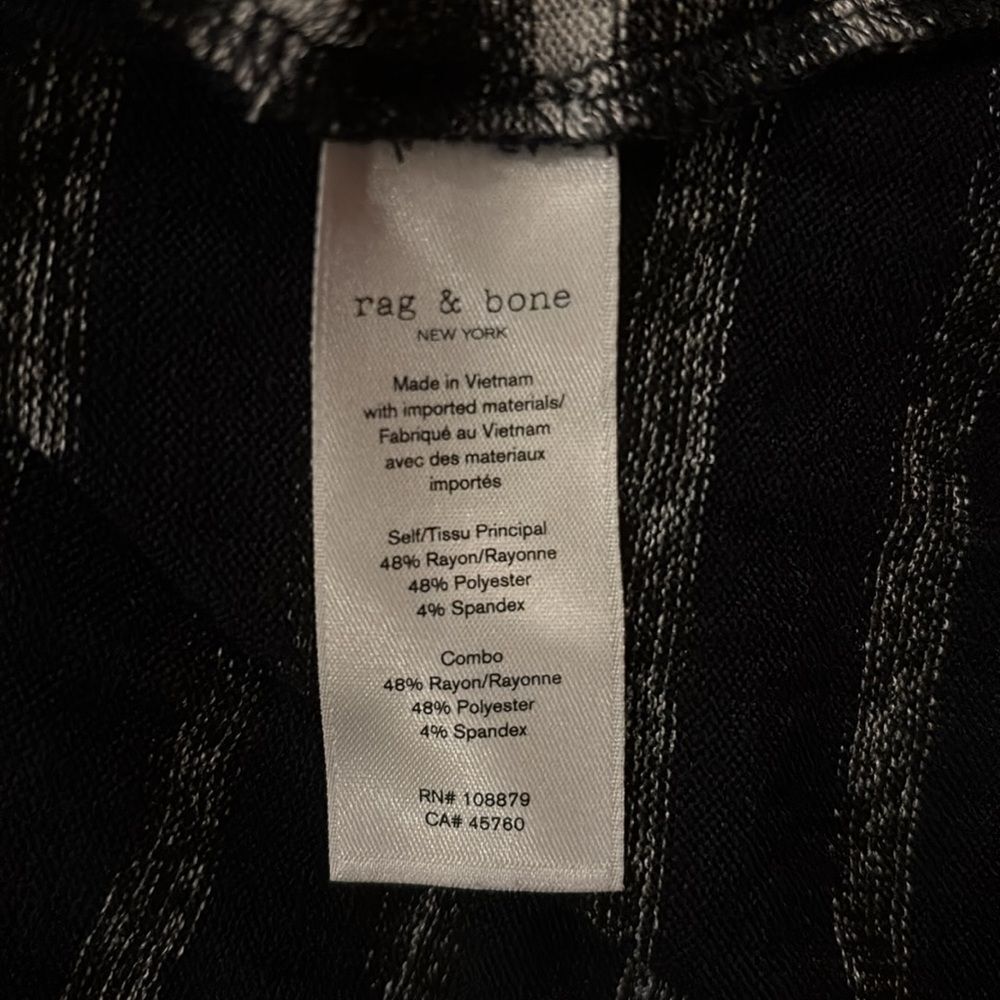 rag & bone
NEW YORK
Made in Vietnam
with imported materials/
Fabriqué au Vietnam
avec des materiaux
importés
Self/Tissu Principal
48% Rayon/Rayonne
48% Polyester
4% Spandex
Combo
48% Rayon/Rayonne
48% Polyester
4% Spandex
RN# 108879
CA# 45760